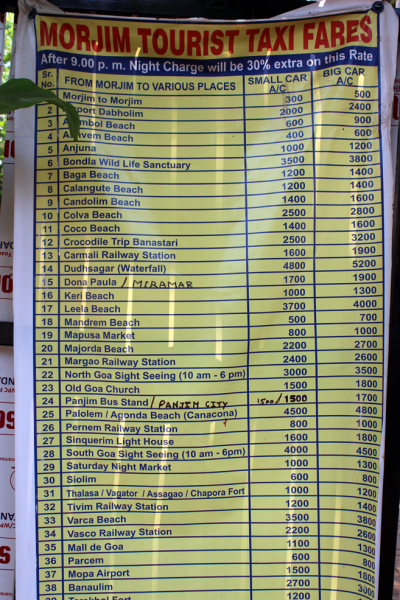 MORJIM TOURIST TAXI FARES
After 9.00 p. m. Night Charge will be 30% extra on this Rate
Sr. No. FROM MORJIM TO VARIOUS PLACES SMALL CAR A/C BIG CAR A/C
Morjim to Morjim 300 500
2 rport Dabholim 2000 2400
3 Arambol Beach 600 900
4 vem Beach 400 600
5 Anjuna 1000 1200
6 Bondla Wild Life Sanctuary 3500 3800
7 Baga Beach 1200 1400
8 Calangute Beach 1200 1400
9 Candolim Beach 1400 1600
10 Colva Beach 2500 2800
11 Coco Beach 1400 1600
12 Crocodile Trip Banastari 2500 3200
13 Carmali Railway Station 1600 1900
14 Dudhsagar (Waterfall) 4800 5200
15 Dona Paula / MIRAMAR 1700 1900
16 Keri Beach 1000 1300
17 Leela Beach 3700 4000
18 Mandrem Beach 500 700
19 Mapusa Market 800 1000
20 Majorda Beach 2200 2700
21 Margao Railway Station 2400 2600
22 North Goa Sight Seeing (10 am - 6 pm) 3000 3500
23 Old Goa Church 1500 1800
24 Panjim Bus Stand / PANJIM CITY 1500/1500 1700
25 Palolem / Agonda Beach (Canacona) 4500 4800
26 Pernem Railway Station 800 1000
27 Sinquerim Light House 1600 1800
28 South Goa Sight Seeing (10 am - 6pm) 4000 4500
29 Saturday Night Market 1000 1300
30 Siolim 600 800
31 Thalasa / Vagator / Assagao / Chapora Fort 1000 1200
32 Tivim Railway Station 1200 1400
33 Varca Beach 3500 3800
34 Vasco Railway Station 2200 2600
35 Mall de Goa 1100 1300
36 Parcem 600 800
37 Mopa Airport 1500 1800
38 Banaulim 2700 3000
39 Fort 1200